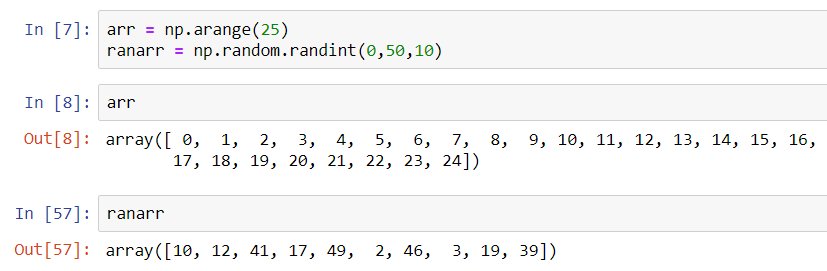 In [7]: arr = np.arange(25)
ranarr = np.random.randint(0,50,10)
In [8]: arr
Out[8]: array([ 0,  1,  2,  3,  4,  5,  6,  7,  8,  9, 10, 11, 12, 13, 14, 15, 16,
17, 18, 19, 20, 21, 22, 23, 24])
In [57]: ranarr
Out[57]: array([10, 12, 41, 17, 49,  2, 46,  3, 19, 39])